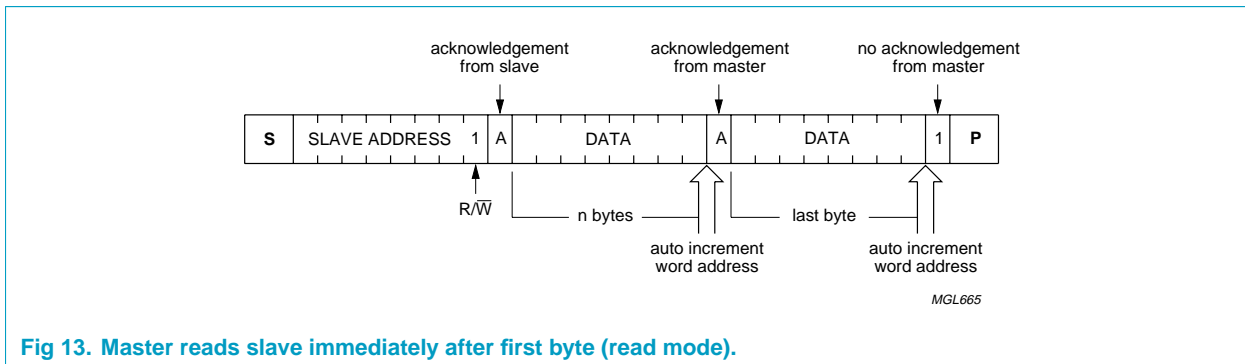 acknowledgement
from slave
acknowledgement
from master
no acknowledgement
from master
S SLAVE ADDRESS 1 A DATA A DATA 1 P
R/W̅
n bytes
last byte
auto increment
word address
auto increment
word address
MGL665
Fig 13. Master reads slave immediately after first byte (read mode).